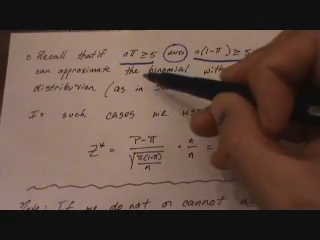 Recall that if nπ ≥ 5 AND n(1-π) ≥ 5
can approximate the binomial with
distribution (as in
In such cases we us
Z* = P-π / √(π(1-π)/n) · n/n =
Note: If we do not or cannot